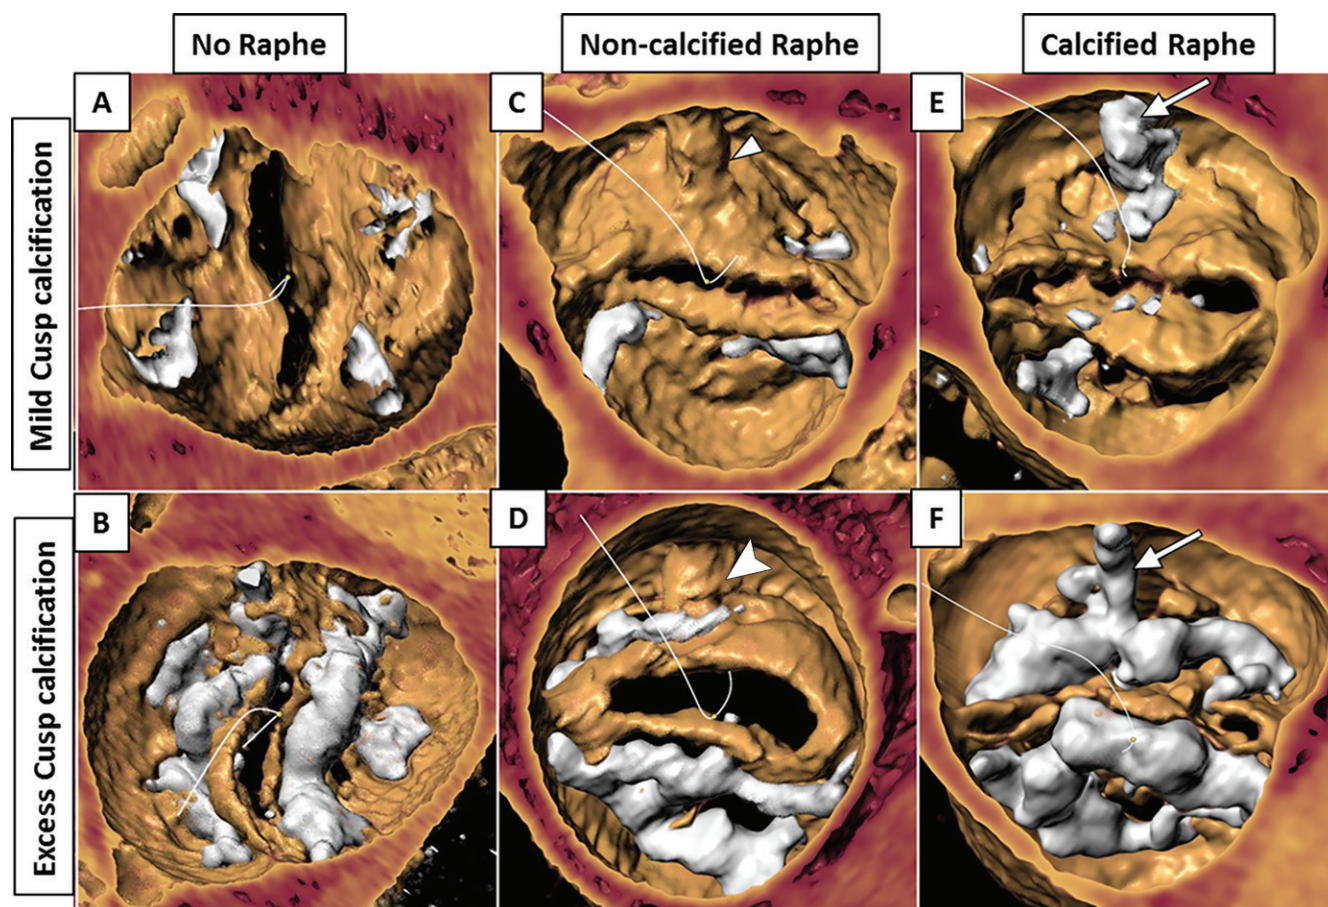 No Raphe
Non-calcified Raphe
Calcified Raphe
Mild Cusp calcification
A
C
E
Excess Cusp calcification
B
D
F